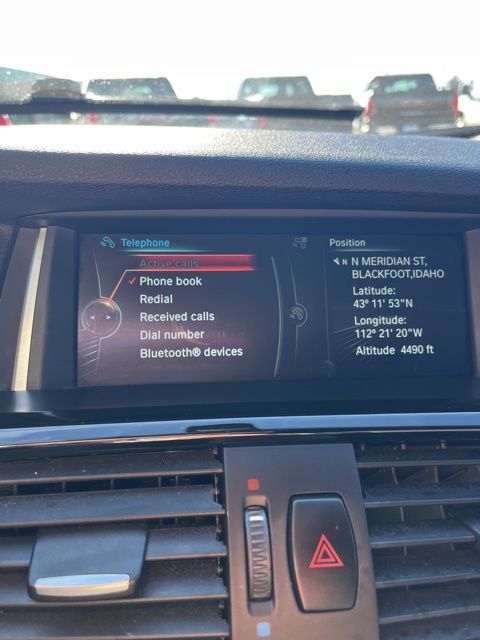 Telephone
Active calls
Phone book
Redial
Received calls
Dial number
Bluetooth® devices
Position
N N MERIDIAN ST,
BLACKFOOT,IDAHO
Latitude:
43° 11' 53"N
Longitude:
112° 21' 20"W
Altitude 4490 ft